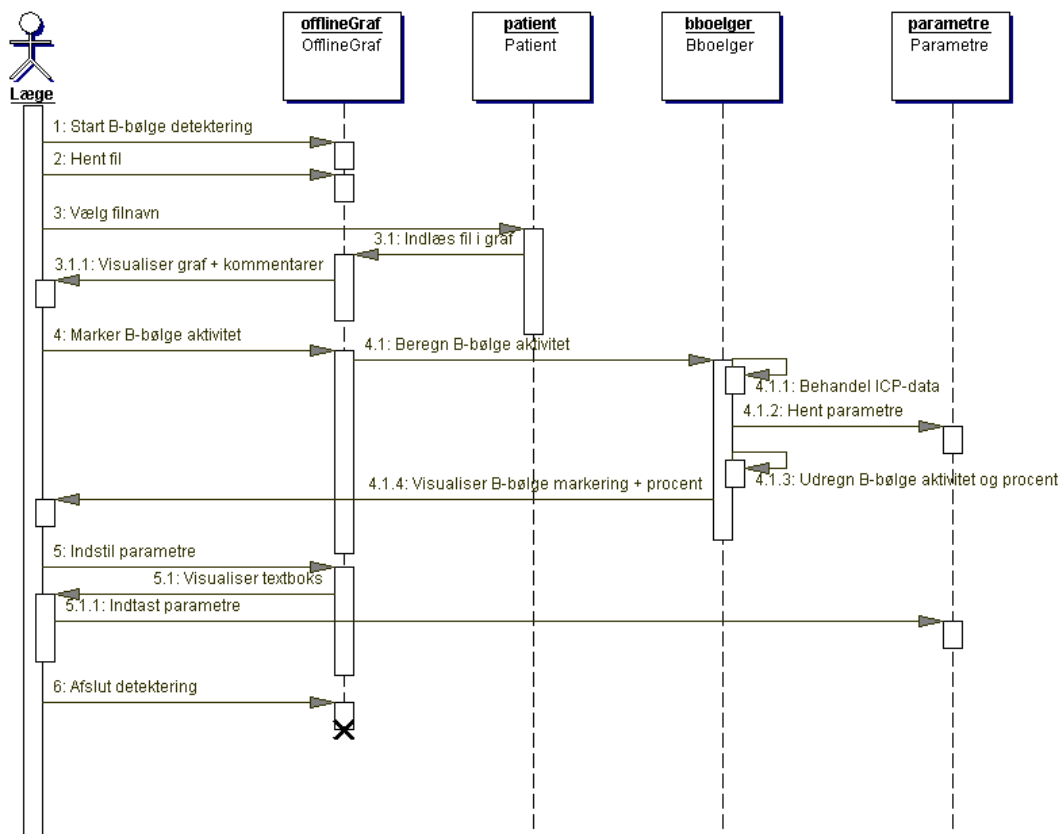 offlineGraf
OfflineGraf
patient
Patient
bboelger
Bboelger
parametre
Parametre
Læge
1: Start B-bølge detektering
2: Hent fil
3: Vælg filnavn
3.1: Indlæs fil i graf
3.1.1: Visualiser graf + kommentarer
4: Marker B-bølge aktivitet
4.1: Beregn B-bølge aktivitet
4.1.1: Behandel ICP-data
4.1.2: Hent parametre
4.1.3: Udregn B-bølge aktivitet og procent
4.1.4: Visualiser B-bølge markering + procent
5: Indstil parametre
5.1: Visualiser textboks
5.1.1: Indtast parametre
6: Afslut detektering